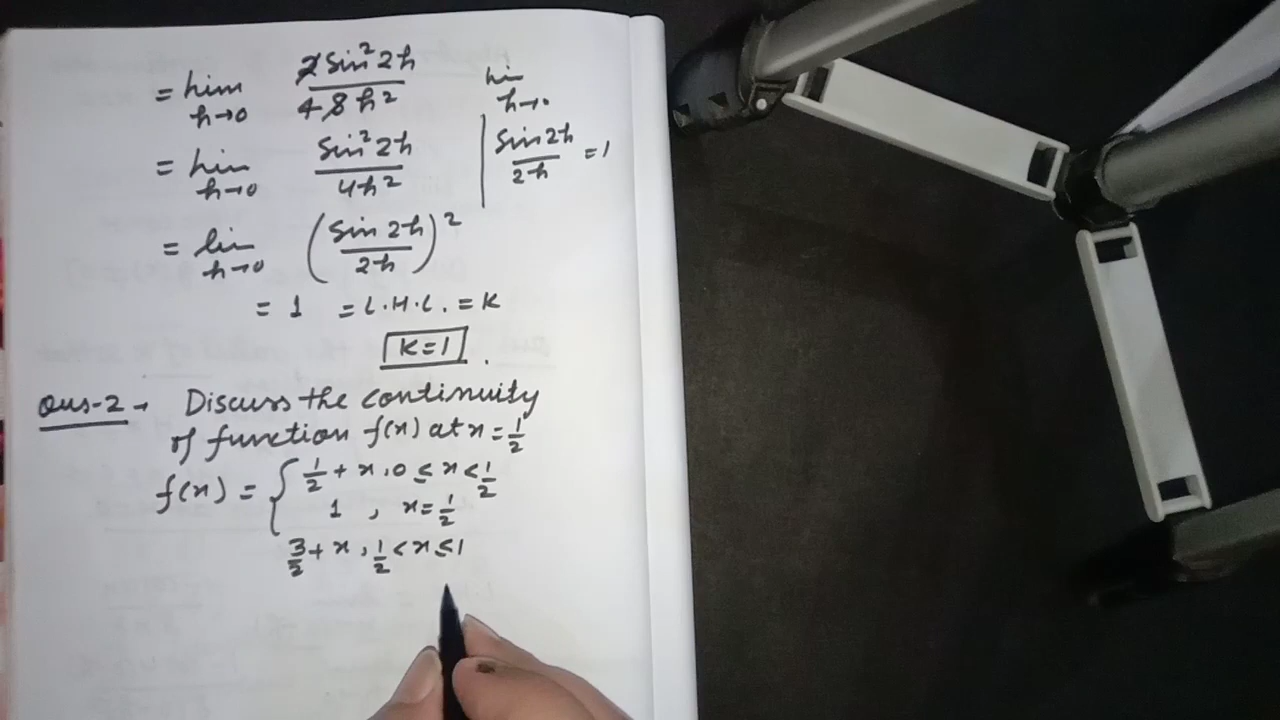 = lim h→0 2sin²2h / 48h²
lim h→0
= lim h→0 sin²2h / 4h²
sin2h / 2h = 1
= lim h→0 (sin 2h / 2h)²
= 1 = L.H.L. = K
K=1 .
Qus-2 → Discuss the continuity
of function f(x) at x = 1/2
f(x) = { 1/2 + x, 0 ≤ x < 1/2
1 , x = 1/2
3/2 + x , 1/2 < x ≤ 1